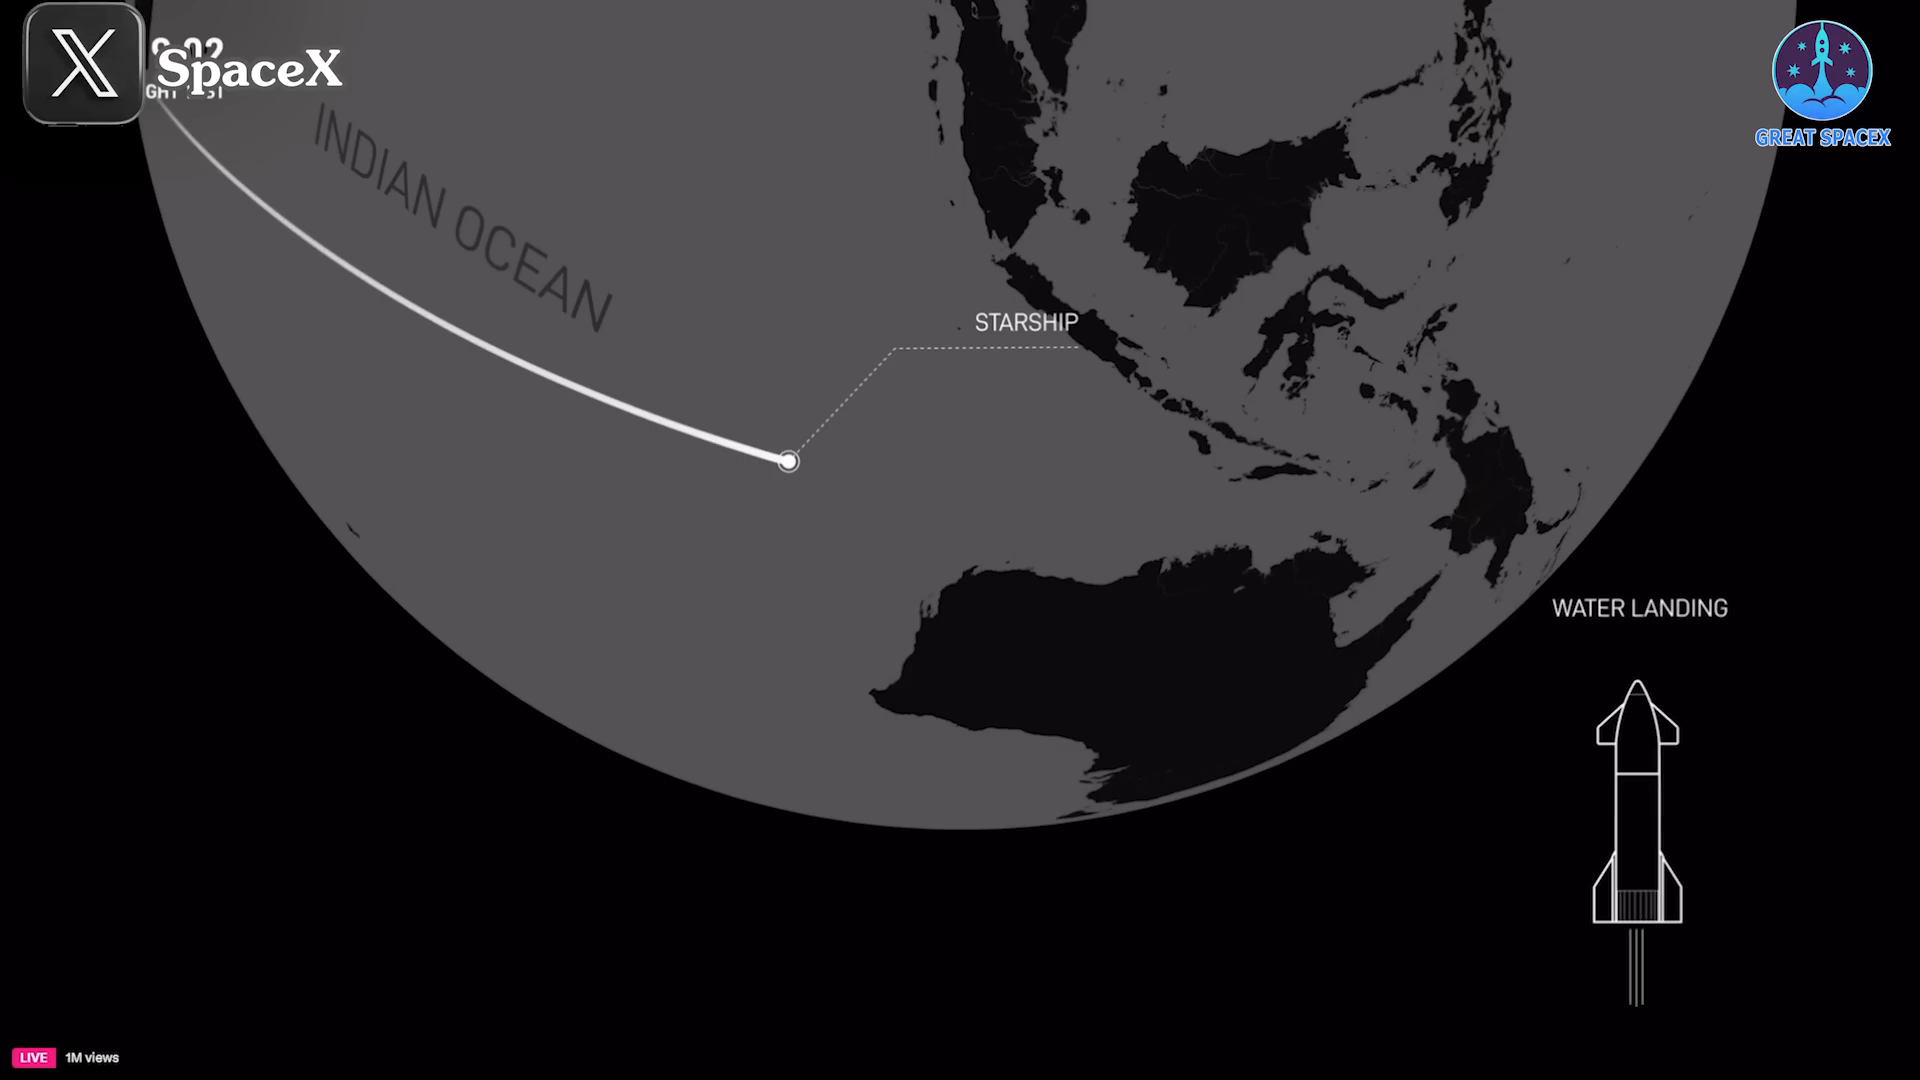 SpaceX
GREAT SPACEX
INDIAN OCEAN
STARSHIP
WATER LANDING
LIVE 1M views